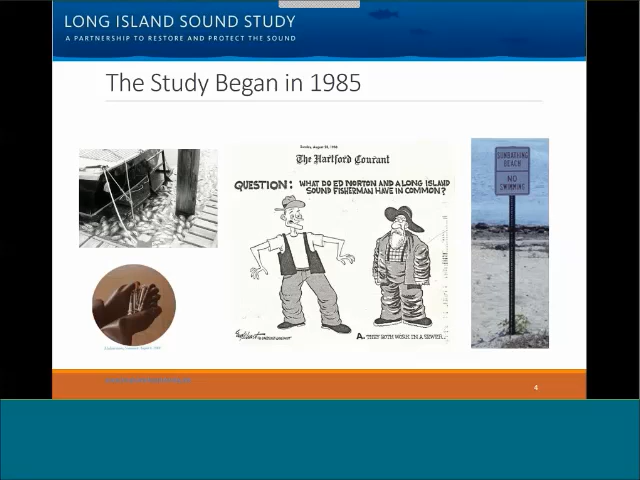 LONG ISLAND SOUND STUDY
A PARTNERSHIP TO RESTORE AND PROTECT THE SOUND
The Study Began in 1985
The Hartford Courant
QUESTION: WHAT DO ED NORTON AND A LONG ISLAND
SOUND FISHERMAN HAVE IN COMMON?
A. THEY BOTH WORK IN A SEWER...
SUNBATHING
BEACH
NO
SWIMMING
4